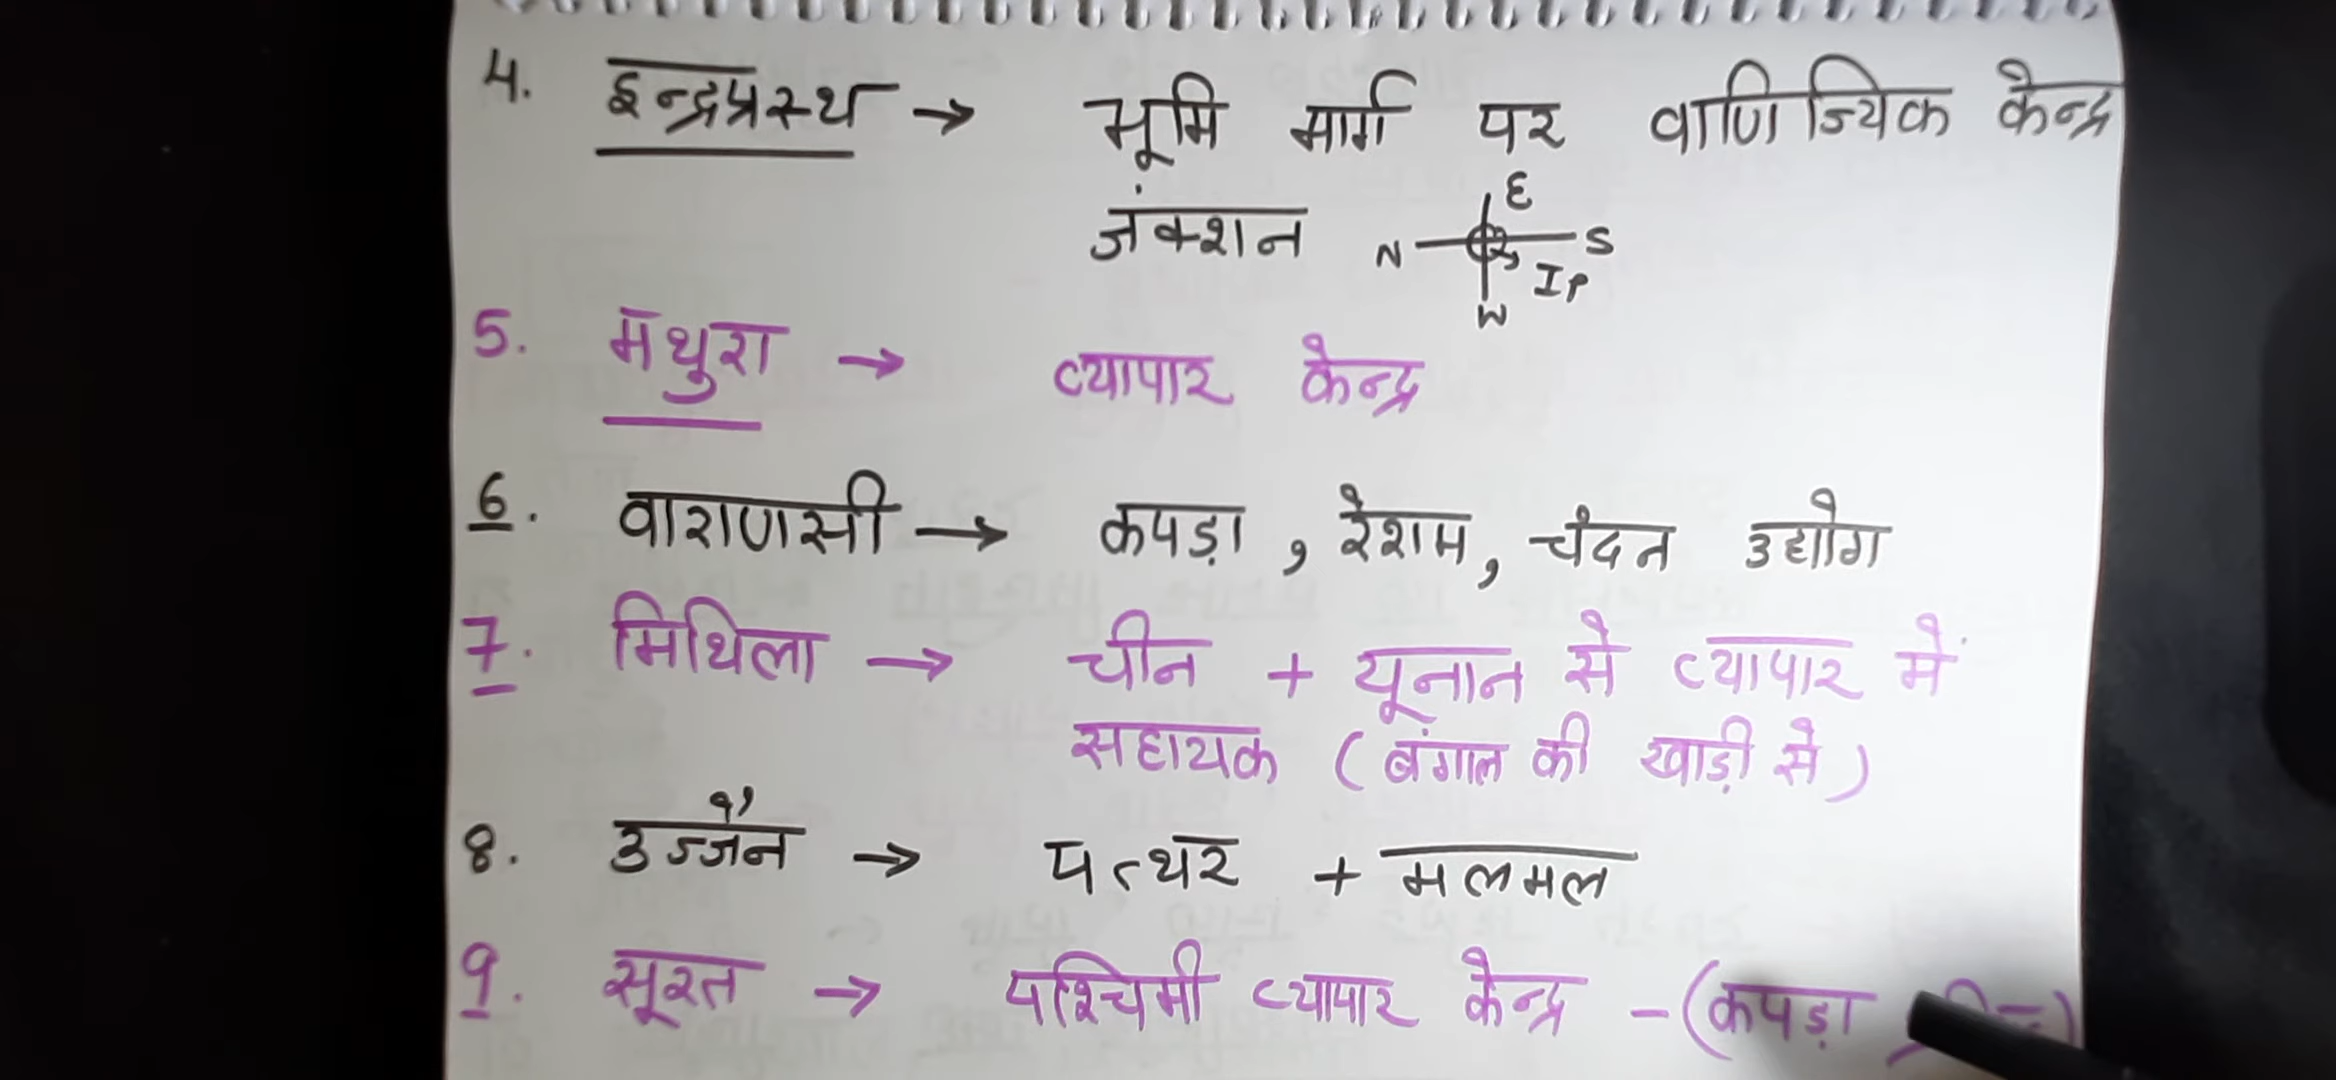 4. इन्द्रप्रस्थ → भूमि मार्ग पर वाणिज्यिक केन्द्र
जंक्शन N E S W IP
5. मथुरा → व्यापार केन्द्र
6. वाराणसी → कपड़ा , रेशम, चंदन उद्योग
7. मिथिला → चीन + यूनान से व्यापार में
सहायक (बंगाल की खाड़ी से)
8. उज्जैन → पत्थर + मलमल
9. सूरत → पश्चिमी व्यापार केन्द्र - (कपड़ा